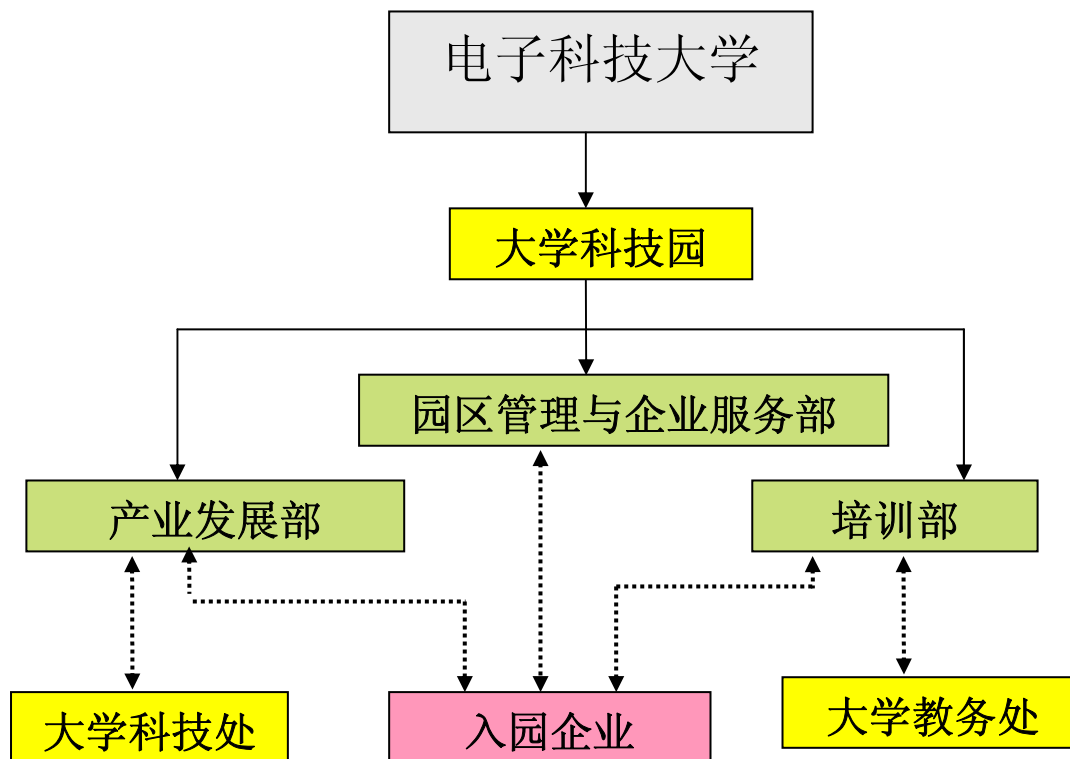 电子科技大学
大学科技园
园区管理与企业服务部
产业发展部
培训部
大学科技处
入园企业
大学教务处